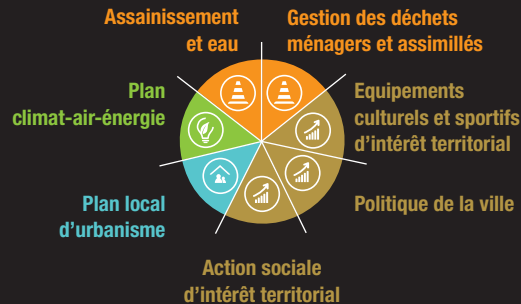 Assainissement
et eau
Gestion des déchets
ménagers et assimillés
Plan
climat-air-énergie
Equipements
culturels et sportifs
d'intérêt territorial
Plan local
d'urbanisme
Politique de la ville
Action sociale
d'intérêt territorial